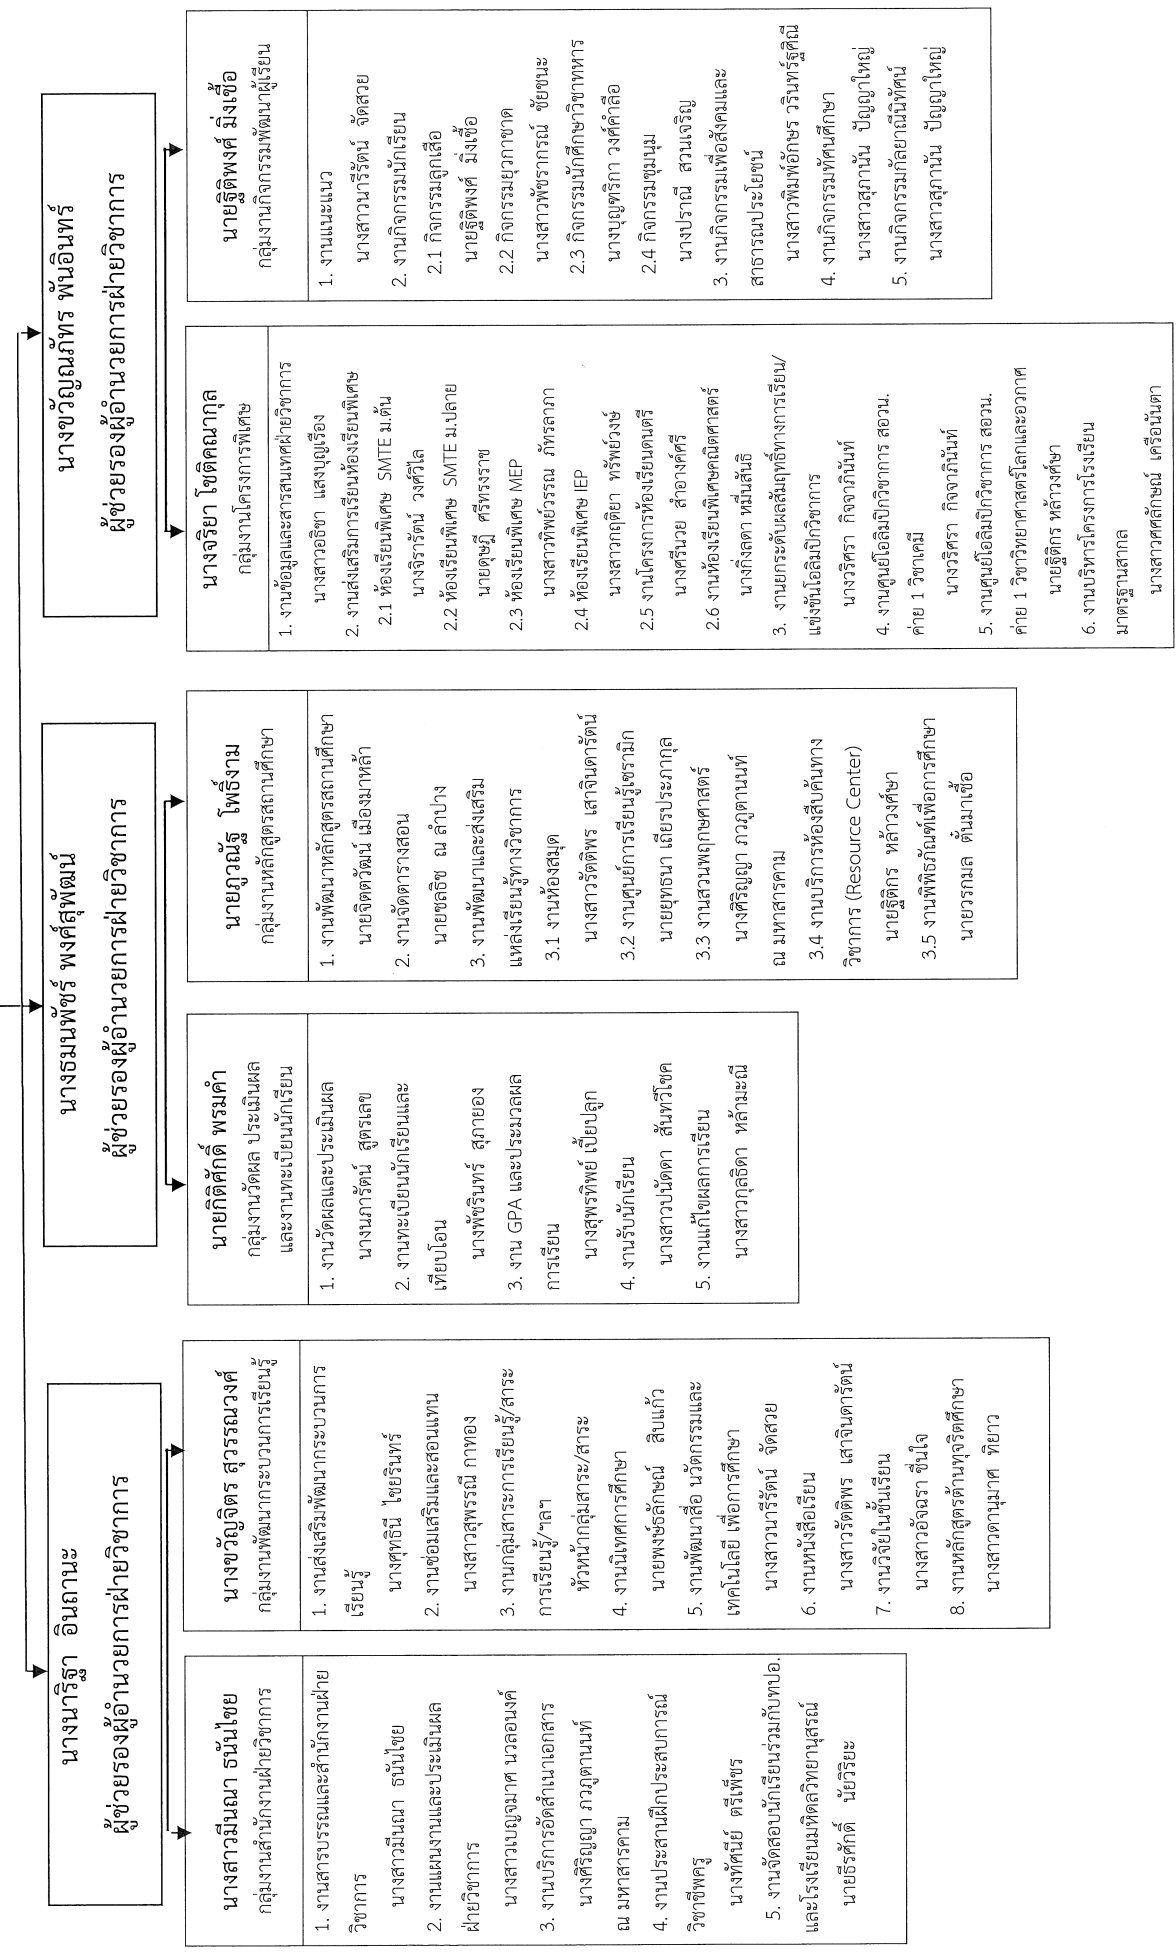 นางนาริฐา อินถานะ
ผู้ช่วยรองผู้อำนวยการฝ่ายวิชาการ
นางสาวมีนณา ธนันไชย
กลุ่มงานสำนักงานฝ่ายวิชาการ
1. งานสารบรรณและสำนักงานฝ่าย
วิชาการ
นางสาวมีนณา ธนันไชย
2. งานแผนงานและประเมินผล
ฝ่ายวิชาการ
นางสาวเบญจมาศ นวลอนงค์
3. งานบริการอัดสำเนาเอกสาร
นางศิริญญา ภวภูตานนท์
ณ มหาสารคาม
4. งานประสานฝึกประสบการณ์
วิชาชีพครู
นางทัศนีย์ ตรีเพ็ชร
5. งานจัดสอบนักเรียนร่วมกับทปอ.
และโรงเรียนมหิดลวิทยานุสรณ์
นายธีรศักดิ์ นัยวิริยะ
นางขวัญจิตร สุวรรณวงศ์
กลุ่มงานพัฒนากระบวนการเรียนรู้
1. งานส่งเสริมพัฒนากระบวนการ
เรียนรู้
นางศุทธินี ไชยรินทร์
2. งานซ่อมเสริมและสอนแทน
นางสาวสุพรรณี กาทอง
3. งานกลุ่มสาระการเรียนรู้/สาระ
การเรียนรู้/ฯลฯ
หัวหน้ากลุ่มสาระ/สาระ
4. งานนิเทศการศึกษา
นายพงษ์ธลักษณ์ สิบแก้ว
5. งานพัฒนาสื่อ นวัตกรรมและ
เทคโนโลยี เพื่อการศึกษา
นางสาวนารีรัตน์ จัดสวย
6. งานหนังสือเรียน
นางสาวรัตติพร เสาจินดารัตน์
7. งานวิจัยในชั้นเรียน
นางสาวอัจฉรา ชื่นใจ
8. งานหลักสูตรต้านทุจริตศึกษา
นางสาวดานุมาศ ทิยาว
นางธมนพัชร์ พงค์สุพัฒน์
ผู้ช่วยรองผู้อำนวยการฝ่ายวิชาการ
นายกิติศักดิ์ พรมคำ
กลุ่มงานวัดผล ประเมินผล
และงานทะเบียนนักเรียน
1. งานวัดผลและประเมินผล
นางนภารัตน์ สูตรเลข
2. งานทะเบียนนักเรียนและ
เทียบโอน
นางพัชรินทร์ สุภายอง
3. งาน GPA และประมวลผล
การเรียน
นางสุพรทิพย์ เปี้ยปลูก
4. งานรับนักเรียน
นางสาวปนัดดา สันทวีโชค
5. งานแก้ไขผลการเรียน
นางสาวกุลธิดา หล้ามะณี
นายภูวณัฐ โพธิ์งาม
กลุ่มงานหลักสูตรสถานศึกษา
1. งานพัฒนาหลักสูตรสถานศึกษา
นายจิตตวัฒน์ เมืองมาหล้า
2. งานจัดตารางสอน
นายชลธิช ณ ลำปาง
3. งานพัฒนาและส่งเสริม
แหล่งเรียนรู้ทางวิชาการ
3.1 งานห้องสมุด
นางสาวรัตติพร เสาจินดารัตน์
3.2 งานศูนย์การเรียนรู้เซรามิก
นายยุทธนา เถียรประภากุล
3.3 งานสวนพฤกษศาสตร์
นางศิริญญา ภวภูตานนท์
ณ มหาสารคาม
3.4 งานบริการห้องสืบค้นทาง
วิชาการ (Resource Center)
นายฐิติกร หล้าวงศ์ษา
3.5 งานพิพิธภัณฑ์เพื่อการศึกษา
นายวรกมล ต๋นมาเชื้อ
นางขวัญณภัทร พันอินทร์
ผู้ช่วยรองผู้อำนวยการฝ่ายวิชาการ
นางจริยา โชติคณากุล
กลุ่มงานโครงการพิเศษ
1. งานข้อมูลและสารสนเทศฝ่ายวิชาการ
นางสาวอธิชา แสงบุญเรือง
2. งานส่งเสริมการเรียนห้องเรียนพิเศษ
2.1 ห้องเรียนพิเศษ SMTE ม.ต้น
นางจิรารัตน์ วงศ์วิไล
2.2 ห้องเรียนพิเศษ SMTE ม.ปลาย
นายดุษฎี ศรีทรงราช
2.3 ห้องเรียนพิเศษ MEP
นางสาวทิพย์วรรณ ภัทรลาภา
2.4 ห้องเรียนพิเศษ IEP
นางสาวกฤติยา ทรัพย์วงษ์
2.5 งานโครงการห้องเรียนดนตรี
นางศรีนวย สำอางค์ศรี
2.6 งานห้องเรียนพิเศษคณิตศาสตร์
นางกิ่งลดา หมื่นสันธิ
3. งานยกระดับผลสัมฤทธิ์ทางการเรียน/
แข่งขันโอลิมปิกวิชาการ
นางวริศรา กิจจาภินันท์
4. งานศูนย์โอลิมปิกวิชาการ สอวน.
ค่าย 1 วิชาเคมี
นางวริศรา กิจจาภินันท์
5. งานศูนย์โอลิมปิกวิชาการ สอวน.
ค่าย 1 วิชาวิทยาศาสตร์โลกและอวกาศ
นายฐิติกร หล้าวงศ์ษา
6. งานบริหารโครงการโรงเรียน
มาตรฐานสากล
นางสาวศศลักษณ์ เครือนันตา
นายฐิติพงศ์ มิ่งเชื้อ
กลุ่มงานกิจกรรมพัฒนาผู้เรียน
1. งานแนะแนว
นางสาวนารีรัตน์ จัดสวย
2. งานกิจกรรมนักเรียน
2.1 กิจกรรมลูกเสือ
นายฐิติพงศ์ มิ่งเชื้อ
2.2 กิจกรรมยุวกาชาด
นางสาวพัชราภรณ์ ชัยชนะ
2.3 กิจกรรมนักศึกษาวิชาทหาร
นางบุญฑริกา วงศ์คำลือ
2.4 กิจกรรมชุมนุม
นางปราณี สวนเจริญ
3. งานกิจกรรมเพื่อสังคมและ
สาธารณประโยชน์
นางสาวพิมพ์อักษร วรินทร์ฐศิณี
4. งานกิจกรรมทัศนศึกษา
นางสาวสุภานัน ปัญญาใหญ่
5. งานกิจกรรมกัลยาณีนิทัศน์
นางสาวสุภานัน ปัญญาใหญ่